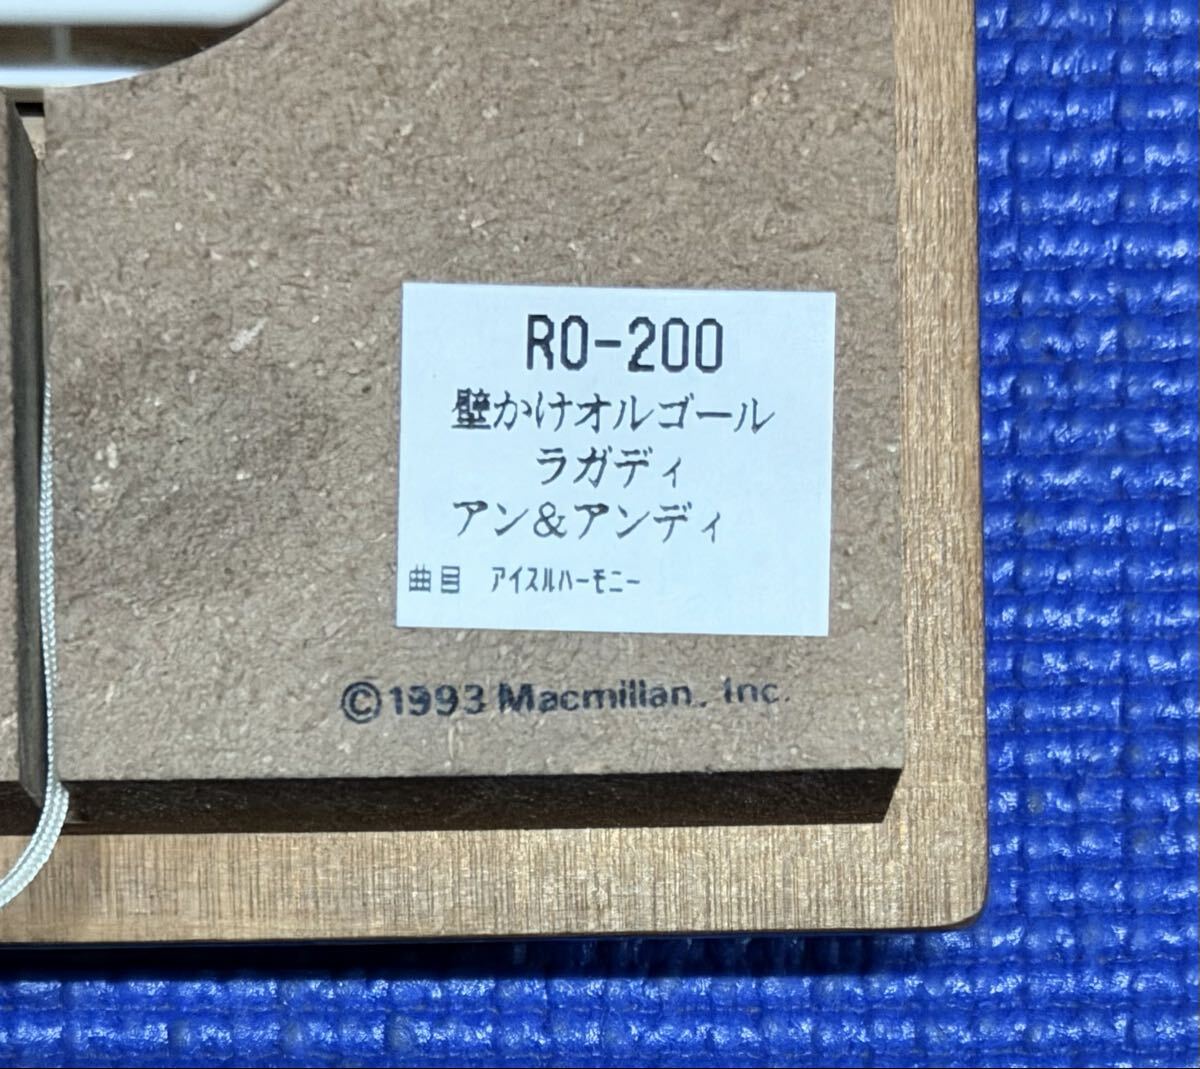 RO-200
壁かけオルゴール
ラガディ
アン&アンディ
曲目 アイスルハーモニー
©1993 Macmillan, Inc.